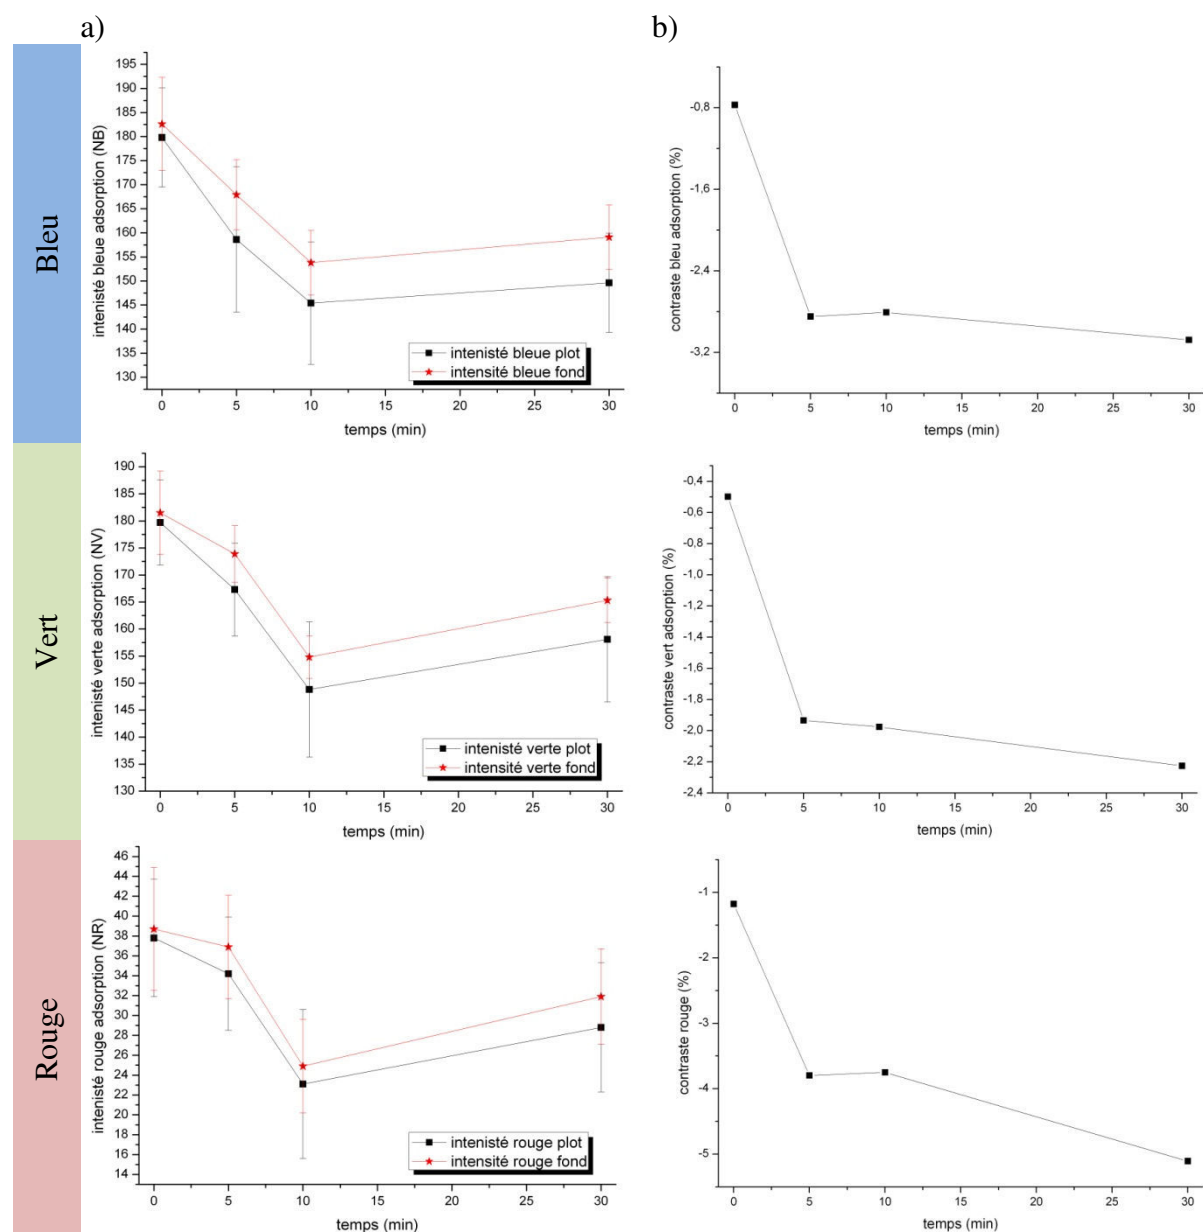 a)
b)
Bleu
195
190
185
180
175
170
165
160
155
150
145
140
135
130
intenisté bleue adsorption (NB)
intenisté bleue plot
intensité bleue fond
0 5 10 15 20 25 30
temps (min)
-0,8
-1,6
-2,4
-3,2
contraste bleu adsorption (%)
0 5 10 15 20 25 30
temps (min)
Vert
190
185
180
175
170
165
160
155
150
145
140
135
130
intenisté verte adsorption (NV)
intenisté verte plot
intensité verte fond
0 5 10 15 20 25 30
temps (min)
-0,4
-0,6
-0,8
-1,0
-1,2
-1,4
-1,6
-1,8
-2,0
-2,2
-2,4
contraste vert adsorption (%)
0 5 10 15 20 25 30
temps (min)
Rouge
46
44
42
40
38
36
34
32
30
28
26
24
22
20
18
16
14
intenisté rouge adsorption (NR)
intenisté rouge plot
intensité rouge fond
0 5 10 15 20 25 30
temps (min)
-1
-2
-3
-4
-5
contraste rouge (%)
0 5 10 15 20 25 30
temps (min)